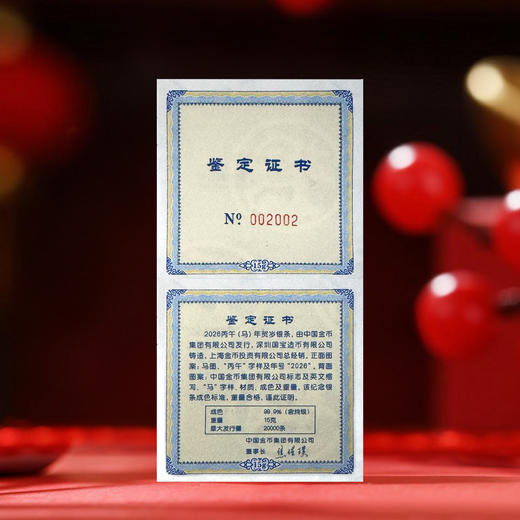 鉴定证书
Nº 002002
鉴定证书
2026丙午（马）年贺岁银条，由中国金币
集团有限公司发行，深圳国宝造币有限公司
铸造，上海金币投资有限公司总经销，正面图
案：马图、“丙午”字样及年号“2026”，背面
图案：中国金币集团有限公司标志及英文缩
写、“马”字样、材质、成色及重量。该纪念银
条成色标准，重量合格，谨此证明。
成色 99.9%（含纯银）
重量 15克
最大发行量 20000条
中国金币集团有限公司
董事长